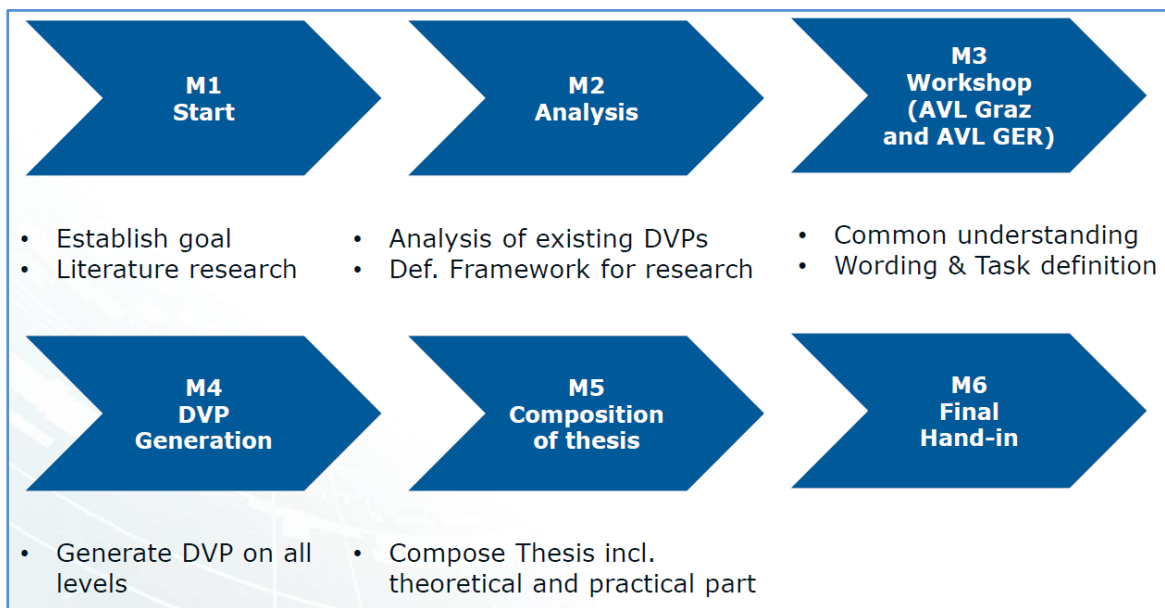 M1
Start
M2
Analysis
M3
Workshop
(AVL Graz
and AVL GER)
• Establish goal
• Literature research
• Analysis of existing DVPs
• Def. Framework for research
• Common understanding
• Wording & Task definition
M4
DVP
Generation
M5
Composition
of thesis
M6
Final
Hand-in
• Generate DVP on all
levels
• Compose Thesis incl.
theoretical and practical part